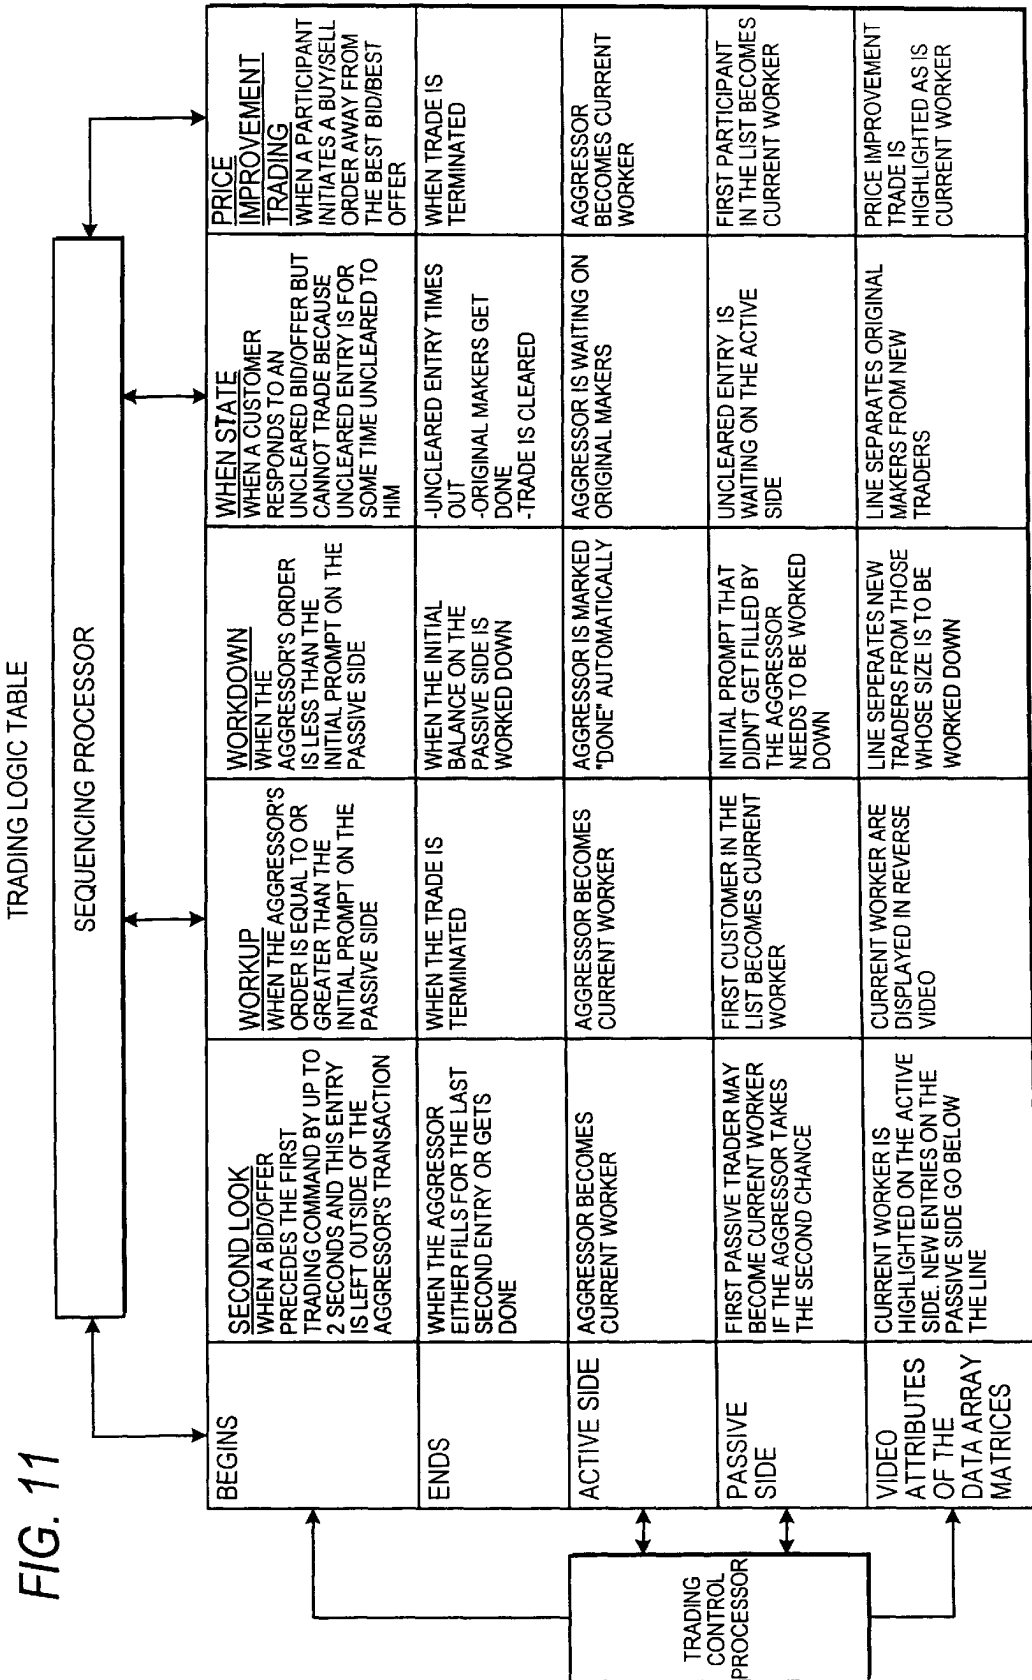 FIG. 11
TRADING LOGIC TABLE
SEQUENCING PROCESSOR
TRADING
CONTROL
PROCESSOR
BEGINS
SECOND LOOK
WHEN A BID/OFFER
PRECEDES THE FIRST
TRADING COMMAND BY UP TO
2 SECONDS AND THIS ENTRY
IS LEFT OUTSIDE OF THE
AGGRESSOR'S TRANSACTION
WORKUP
WHEN THE AGGRESSOR'S
ORDER IS EQUAL TO OR
GREATER THAN THE
INITIAL PROMPT ON THE
PASSIVE SIDE
WORKDOWN
WHEN THE
AGGRESSOR'S ORDER
IS LESS THAN THE
INITIAL PROMPT ON THE
PASSIVE SIDE
WHEN STATE
WHEN A CUSTOMER
RESPONDS TO AN
UNCLEARED BID/OFFER BUT
CANNOT TRADE BECAUSE
UNCLEARED ENTRY IS FOR
SOME TIME UNCLEARED TO
HIM
PRICE
IMPROVEMENT
TRADING
WHEN A PARTICIPANT
INITIATES A BUY/SELL
ORDER AWAY FROM
THE BEST BID/BEST
OFFER
ENDS
WHEN THE AGGRESSOR
EITHER FILLS FOR THE LAST
SECOND ENTRY OR GETS
DONE
WHEN THE TRADE IS
TERMINATED
WHEN THE INITIAL
BALANCE ON THE
PASSIVE SIDE IS
WORKED DOWN
-UNCLEARED ENTRY TIMES
OUT
-ORIGINAL MAKERS GET
DONE
-TRADE IS CLEARED
WHEN TRADE IS
TERMINATED
ACTIVE SIDE
AGGRESSOR BECOMES
CURRENT WORKER
AGGRESSOR BECOMES
CURRENT WORKER
AGGRESSOR IS MARKED
"DONE" AUTOMATICALLY
AGGRESSOR IS WAITING ON
ORIGINAL MAKERS
AGGRESSOR
BECOMES CURRENT
WORKER
PASSIVE
SIDE
FIRST PASSIVE TRADER MAY
BECOME CURRENT WORKER
IF THE AGGRESSOR TAKES
THE SECOND CHANCE
FIRST CUSTOMER IN THE
LIST BECOMES CURRENT
WORKER
INITIAL PROMPT THAT
DIDN'T GET FILLED BY
THE AGGRESSOR
NEEDS TO BE WORKED
DOWN
UNCLEARED ENTRY IS
WAITING ON THE ACTIVE
SIDE
FIRST PARTICIPANT
IN THE LIST BECOMES
CURRENT WORKER
VIDEO
ATTRIBUTES
OF THE
DATA ARRAY
MATRICES
CURRENT WORKER IS
HIGHLIGHTED ON THE ACTIVE
SIDE. NEW ENTRIES ON THE
PASSIVE SIDE GO BELOW
THE LINE
CURRENT WORKER ARE
DISPLAYED IN REVERSE
VIDEO
LINE SEPERATES NEW
TRADERS FROM THOSE
WHOSE SIZE IS TO BE
WORKED DOWN
LINE SEPARATES ORIGINAL
MAKERS FROM NEW
TRADERS
PRICE IMPROVEMENT
TRADE IS
HIGHLIGHTED AS IS
CURRENT WORKER